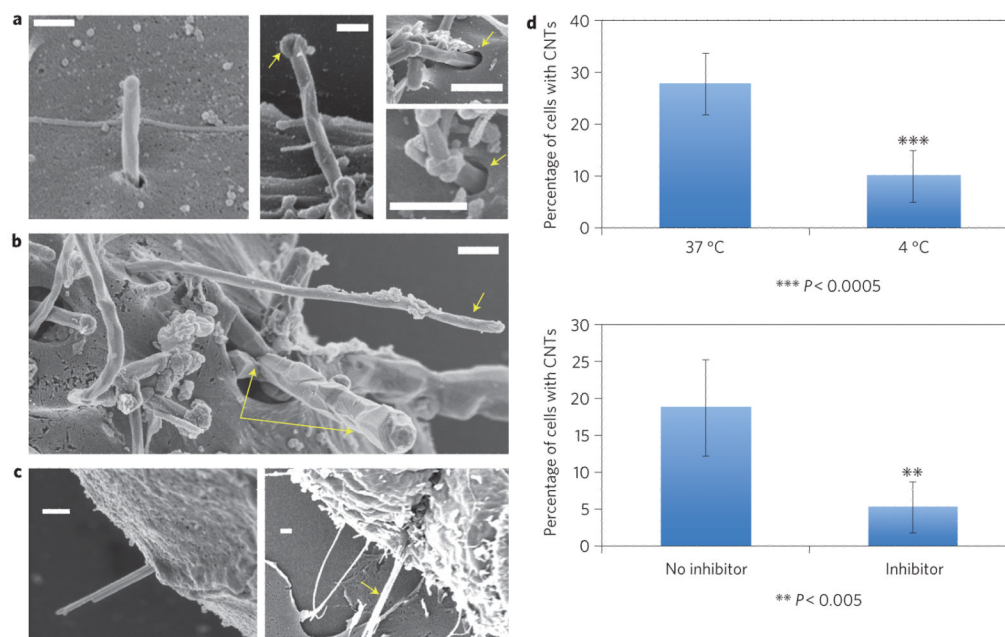 a
b
c
d
Percentage of cells with CNTs
40
30
20
10
0
***
37 °C
4 °C
*** P < 0.0005
Percentage of cells with CNTs
30
25
20
15
10
5
0
**
No inhibitor
Inhibitor
** P < 0.005